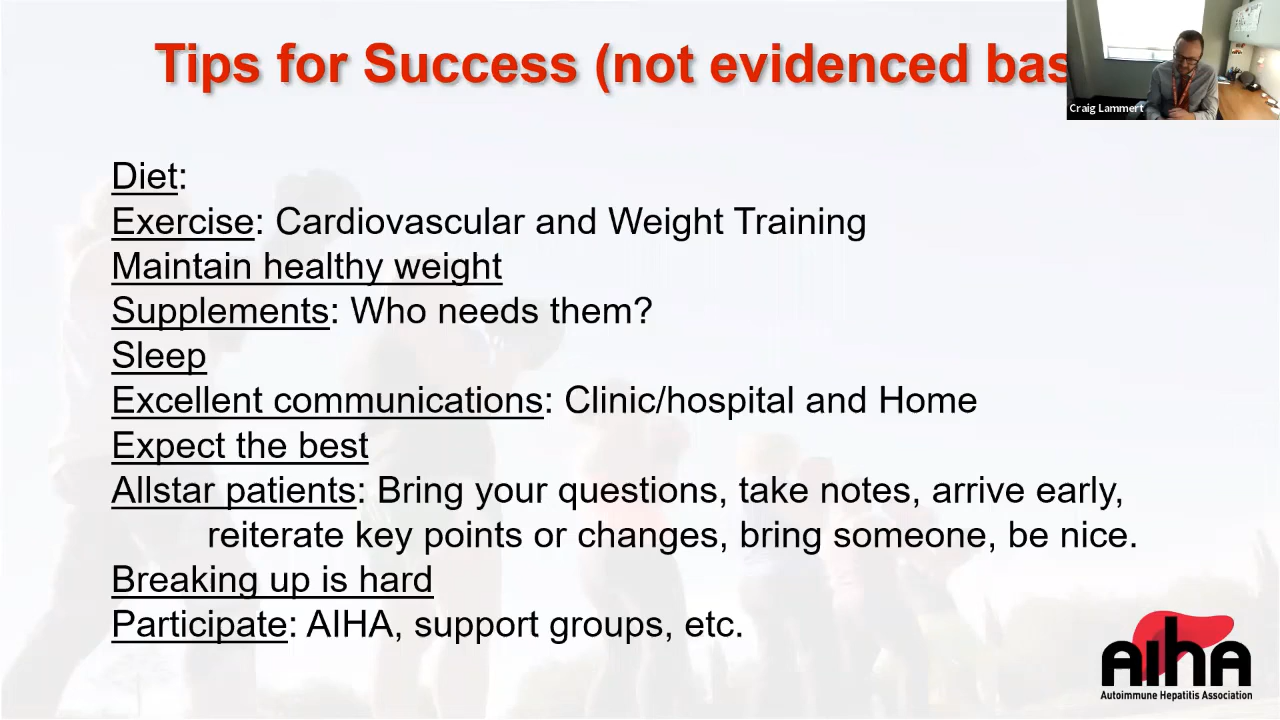 Tips for Success (not evidenced bas
Craig Lammert
Diet:
Exercise: Cardiovascular and Weight Training
Maintain healthy weight
Supplements: Who needs them?
Sleep
Excellent communications: Clinic/hospital and Home
Expect the best
Allstar patients: Bring your questions, take notes, arrive early,
reiterate key points or changes, bring someone, be nice.
Breaking up is hard
Participate: AIHA, support groups, etc.
AIHA
Autoimmune Hepatitis Association